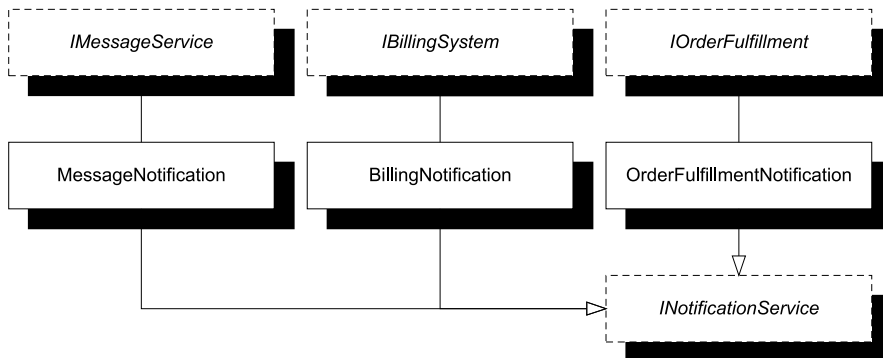 IMessageService
IBillingSystem
IOrderFulfillment
MessageNotification
BillingNotification
OrderFulfillmentNotification
INotificationService